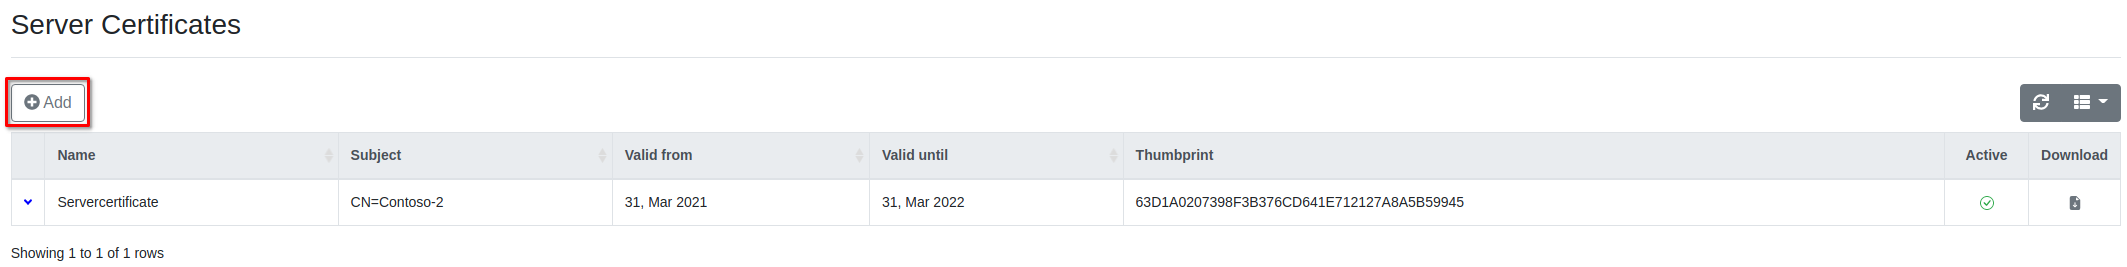 Server Certificates
Add
Name Subject Valid from Valid until Thumbprint Active Download
Servercertificate CN=Contoso-2 31, Mar 2021 31, Mar 2022 63D1A0207398F3B376CD641E712127A8A5B59945
Showing 1 to 1 of 1 rows